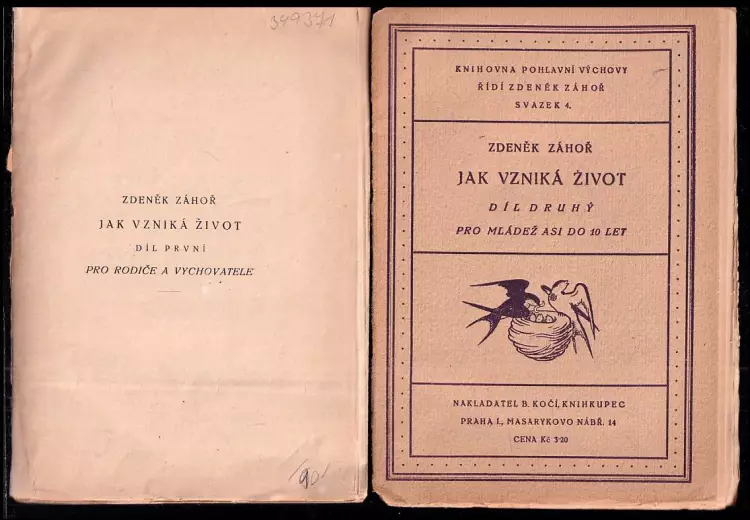 349371
ZDENĚK ZÁHOŘ
JAK VZNIKÁ ŽIVOT
DÍL PRVNÍ
PRO RODIČE A VYCHOVATELE
90
KNIHOVNA POHLAVNÍ VÝCHOVY
ŘÍDÍ ZDENĚK ZÁHOŘ
SVAZEK 4.
ZDENĚK ZÁHOŘ
JAK VZNIKÁ ŽIVOT
DÍL DRUHÝ
PRO MLÁDEŽ ASI DO 10 LET
NAKLADATEL B. KOČÍ, KNIHKUPEC
PRAHA I., MASARYKOVO NÁBŘ. 14
CENA Kč 3·20